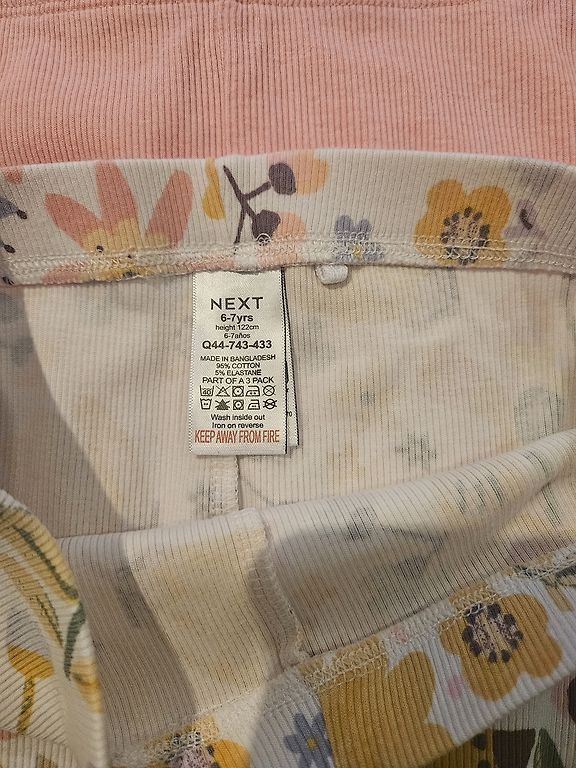 NEXT
6-7yrs
height 122cm
6-7años
Q44-743-433
MADE IN BANGLADESH
95% COTTON
5% ELASTANE
PART OF A 3 PACK
40
Wash inside out
Iron on reverse
KEEP AWAY FROM FIRE